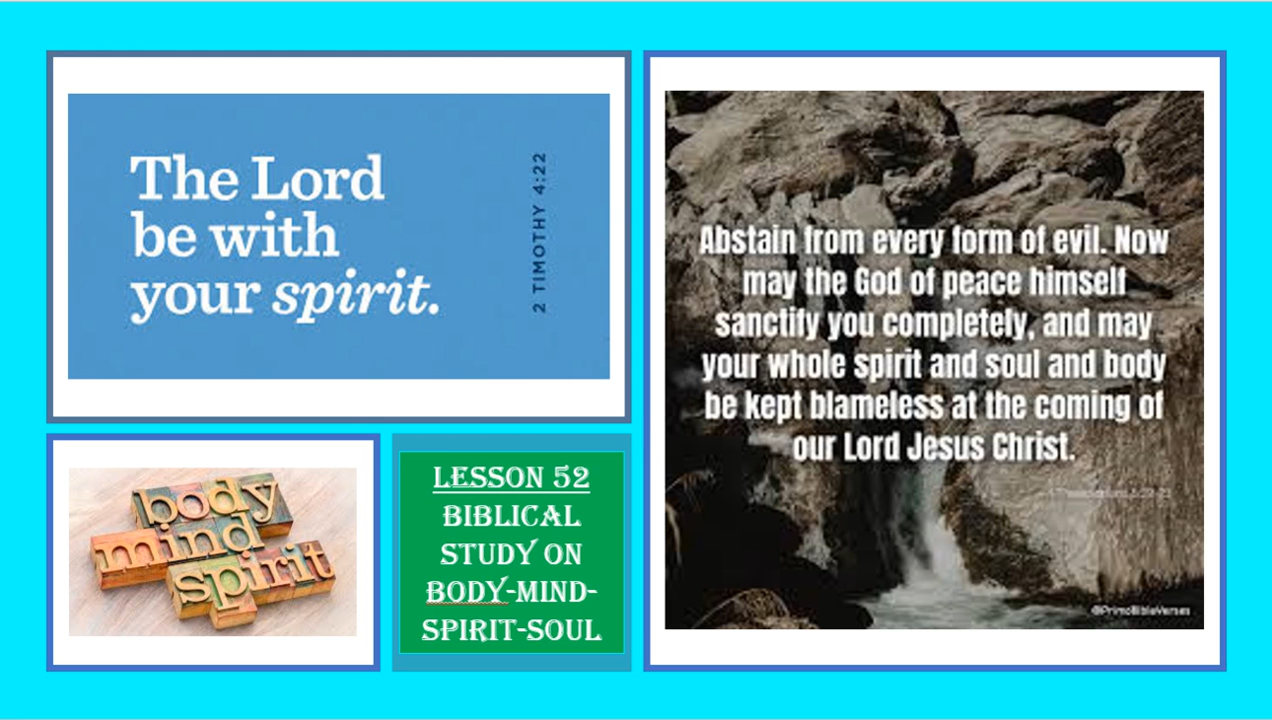 The Lord
be with
your spirit.
2 TIMOTHY 4:22
body
mind
spirit
LESSON 52
BIBLICAL
STUDY ON
BODY-MIND-
SPIRIT-SOUL
Abstain from every form of evil. Now
may the God of peace himself
sanctify you completely, and may
your whole spirit and soul and body
be kept blameless at the coming of
our Lord Jesus Christ.
@PrimoBibleVerses